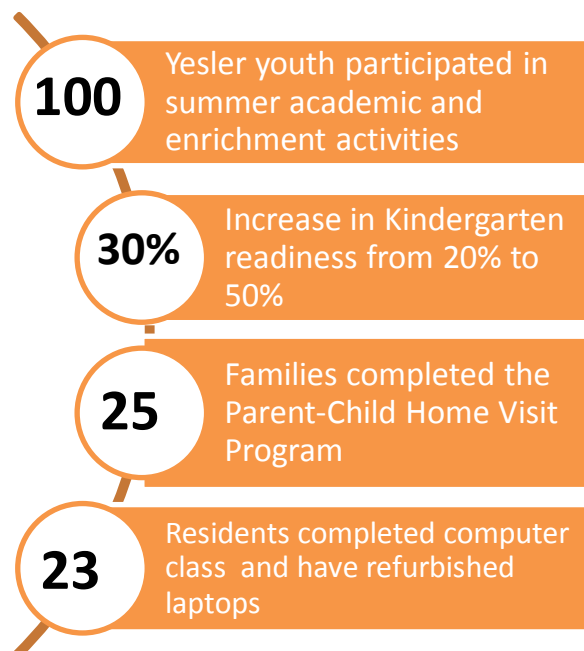 100
Yesler youth participated in
summer academic and
enrichment activities
30%
Increase in Kindergarten
readiness from 20% to
50%
25
Families completed the
Parent-Child Home Visit
Program
23
Residents completed computer
class  and have refurbished
laptops